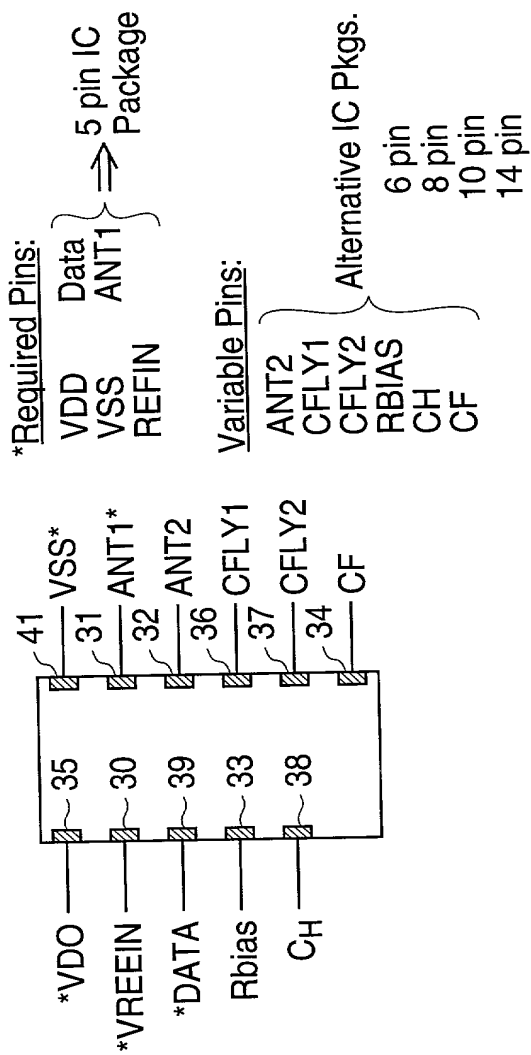 *VDO
*VREEIN
*DATA
Rbias
CH
35
30
39
33
38
41
31
32
36
37
34
VSS*
ANT1*
ANT2
CFLY1
CFLY2
CF
*Required Pins:
VDD Data
VSS ANT1
REFIN
⇒ 5 pin IC
Package
Variable Pins:
ANT2
CFLY1
CFLY2
RBIAS
CH
CF
Alternative IC Pkgs.
6 pin
8 pin
10 pin
14 pin